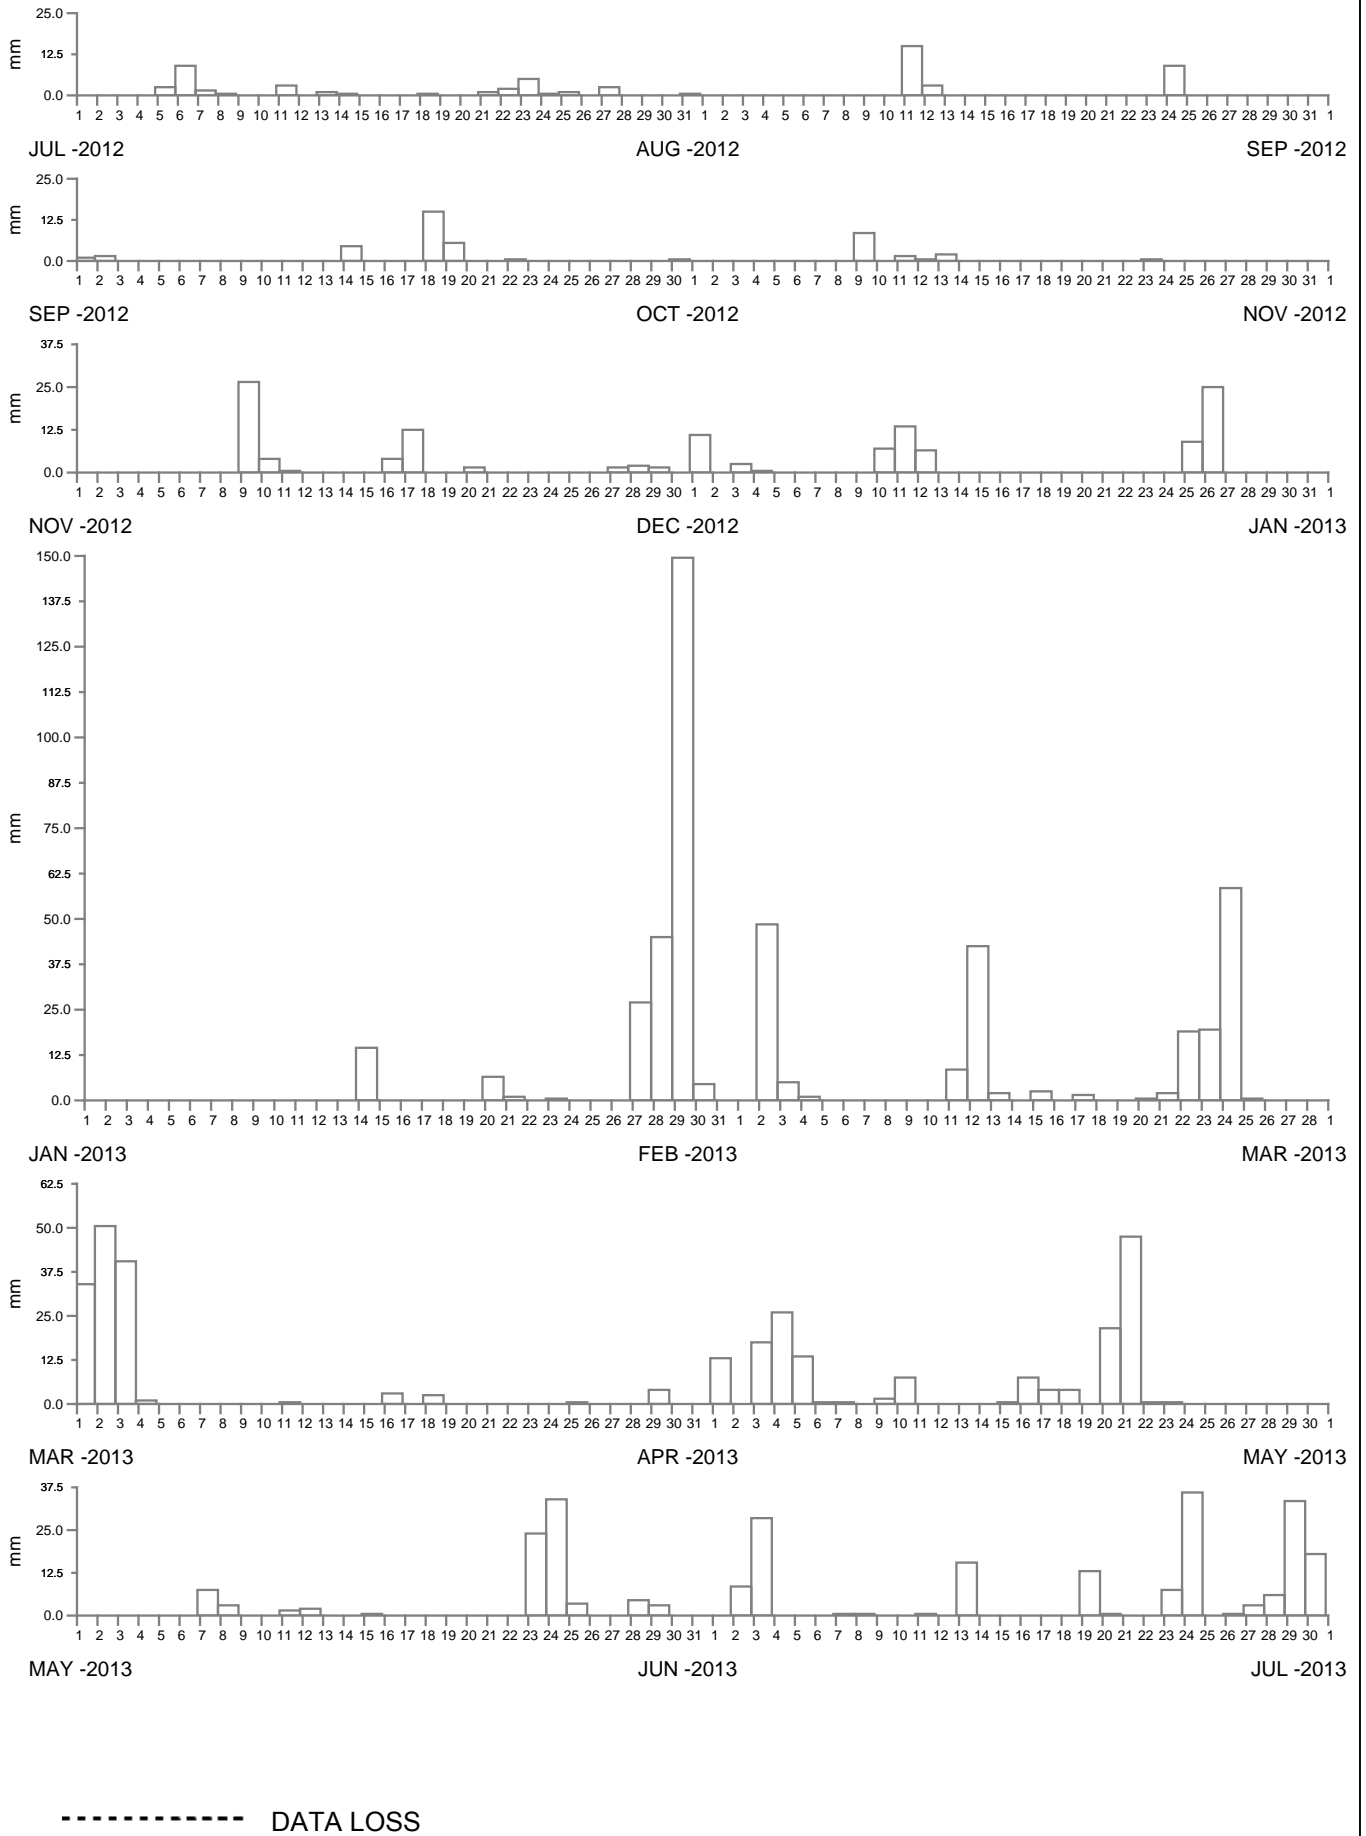 25.0
12.5
0.0
mm
1 2 3 4 5 6 7 8 9 10 11 12 13 14 15 16 17 18 19 20 21 22 23 24 25 26 27 28 29 30 31 1 2 3 4 5 6 7 8 9 10 11 12 13 14 15 16 17 18 19 20 21 22 23 24 25 26 27 28 29 30 31 1
JUL -2012 AUG -2012 SEP -2012
25.0
12.5
0.0
mm
1 2 3 4 5 6 7 8 9 10 11 12 13 14 15 16 17 18 19 20 21 22 23 24 25 26 27 28 29 30 1 2 3 4 5 6 7 8 9 10 11 12 13 14 15 16 17 18 19 20 21 22 23 24 25 26 27 28 29 30 31 1
SEP -2012 OCT -2012 NOV -2012
37.5
25.0
12.5
0.0
mm
1 2 3 4 5 6 7 8 9 10 11 12 13 14 15 16 17 18 19 20 21 22 23 24 25 26 27 28 29 30 1 2 3 4 5 6 7 8 9 10 11 12 13 14 15 16 17 18 19 20 21 22 23 24 25 26 27 28 29 30 31 1
NOV -2012 DEC -2012 JAN -2013
150.0
137.5
125.0
112.5
100.0
87.5
75.0
62.5
50.0
37.5
25.0
12.5
0.0
mm
1 2 3 4 5 6 7 8 9 10 11 12 13 14 15 16 17 18 19 20 21 22 23 24 25 26 27 28 29 30 31 1 2 3 4 5 6 7 8 9 10 11 12 13 14 15 16 17 18 19 20 21 22 23 24 25 26 27 28 1
JAN -2013 FEB -2013 MAR -2013
62.5
50.0
37.5
25.0
12.5
0.0
mm
1 2 3 4 5 6 7 8 9 10 11 12 13 14 15 16 17 18 19 20 21 22 23 24 25 26 27 28 29 30 31 1 2 3 4 5 6 7 8 9 10 11 12 13 14 15 16 17 18 19 20 21 22 23 24 25 26 27 28 29 30 1
MAR -2013 APR -2013 MAY -2013
37.5
25.0
12.5
0.0
mm
1 2 3 4 5 6 7 8 9 10 11 12 13 14 15 16 17 18 19 20 21 22 23 24 25 26 27 28 29 30 31 1 2 3 4 5 6 7 8 9 10 11 12 13 14 15 16 17 18 19 20 21 22 23 24 25 26 27 28 29 30 1
MAY -2013 JUN -2013 JUL -2013
DATA LOSS